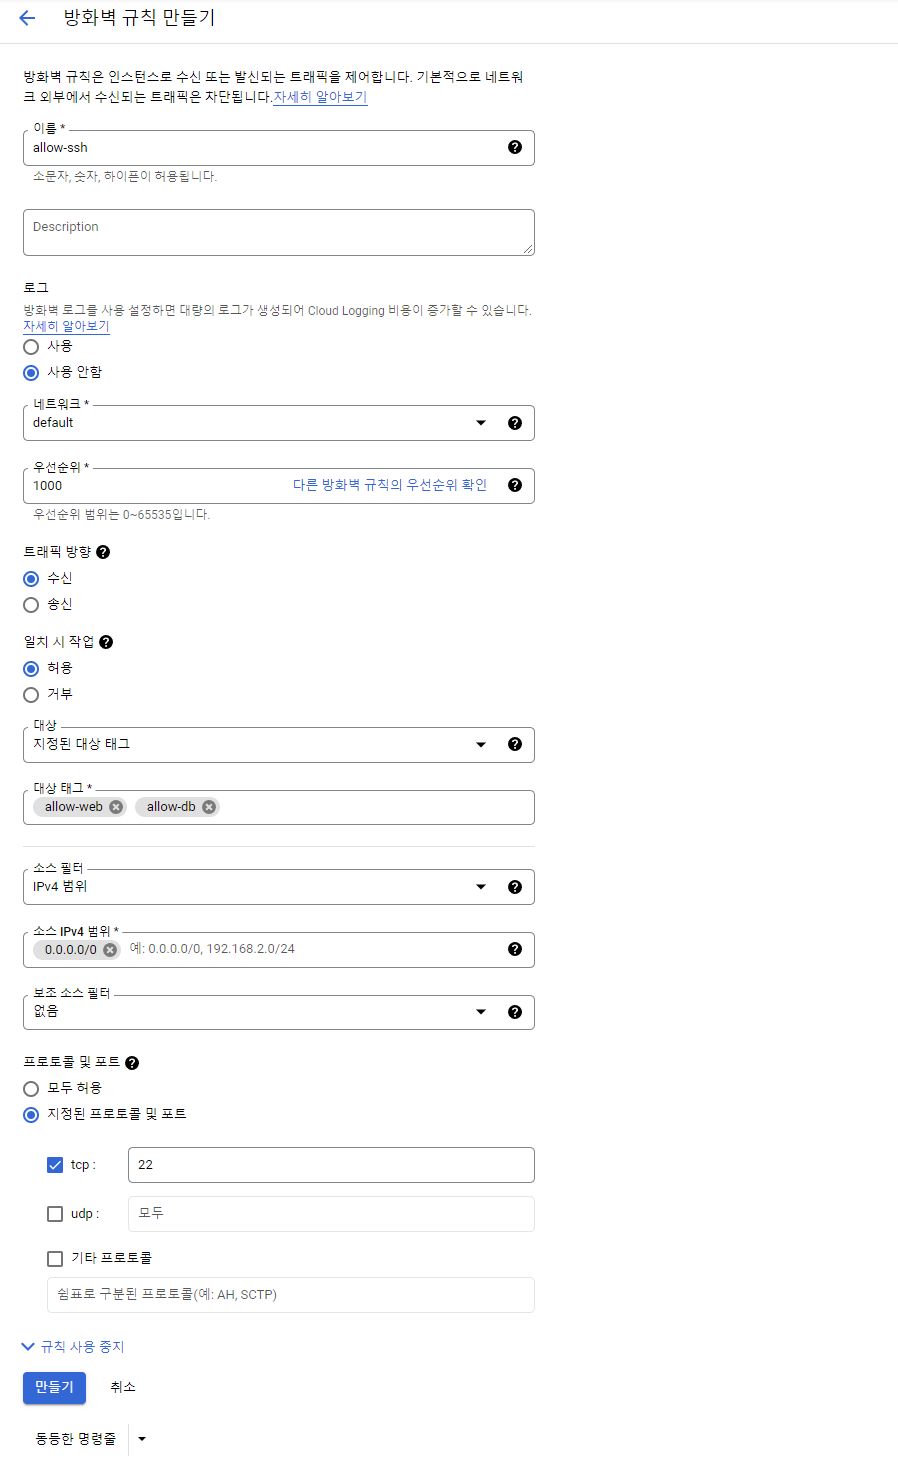 방화벽 규칙 만들기
방화벽 규칙은 인스턴스로 수신 또는 발신되는 트래픽을 제어합니다. 기본적으로 네트워
크 외부에서 수신되는 트래픽은 차단됩니다.자세히 알아보기
이름 *
allow-ssh
소문자, 숫자, 하이픈이 허용됩니다.
Description
로그
방화벽 로그를 사용 설정하면 대량의 로그가 생성되어 Cloud Logging 비용이 증가할 수 있습니다.
자세히 알아보기
사용
사용 안함
네트워크 *
default
우선순위 *
1000 다른 방화벽 규칙의 우선순위 확인
우선순위 범위는 0~65535입니다.
트래픽 방향
수신
송신
일치 시 작업
허용
거부
대상
지정된 대상 태그
대상 태그 *
allow-web allow-db
소스 필터
IPv4 범위
소스 IPv4 범위 *
0.0.0.0/0 예: 0.0.0.0/0, 192.168.2.0/24
보조 소스 필터
없음
프로토콜 및 포트
모두 허용
지정된 프로토콜 및 포트
tcp : 22
udp : 모두
기타 프로토콜
쉼표로 구분된 프로토콜(예: AH, SCTP)
규칙 사용 중지
만들기 취소
동등한 명령줄